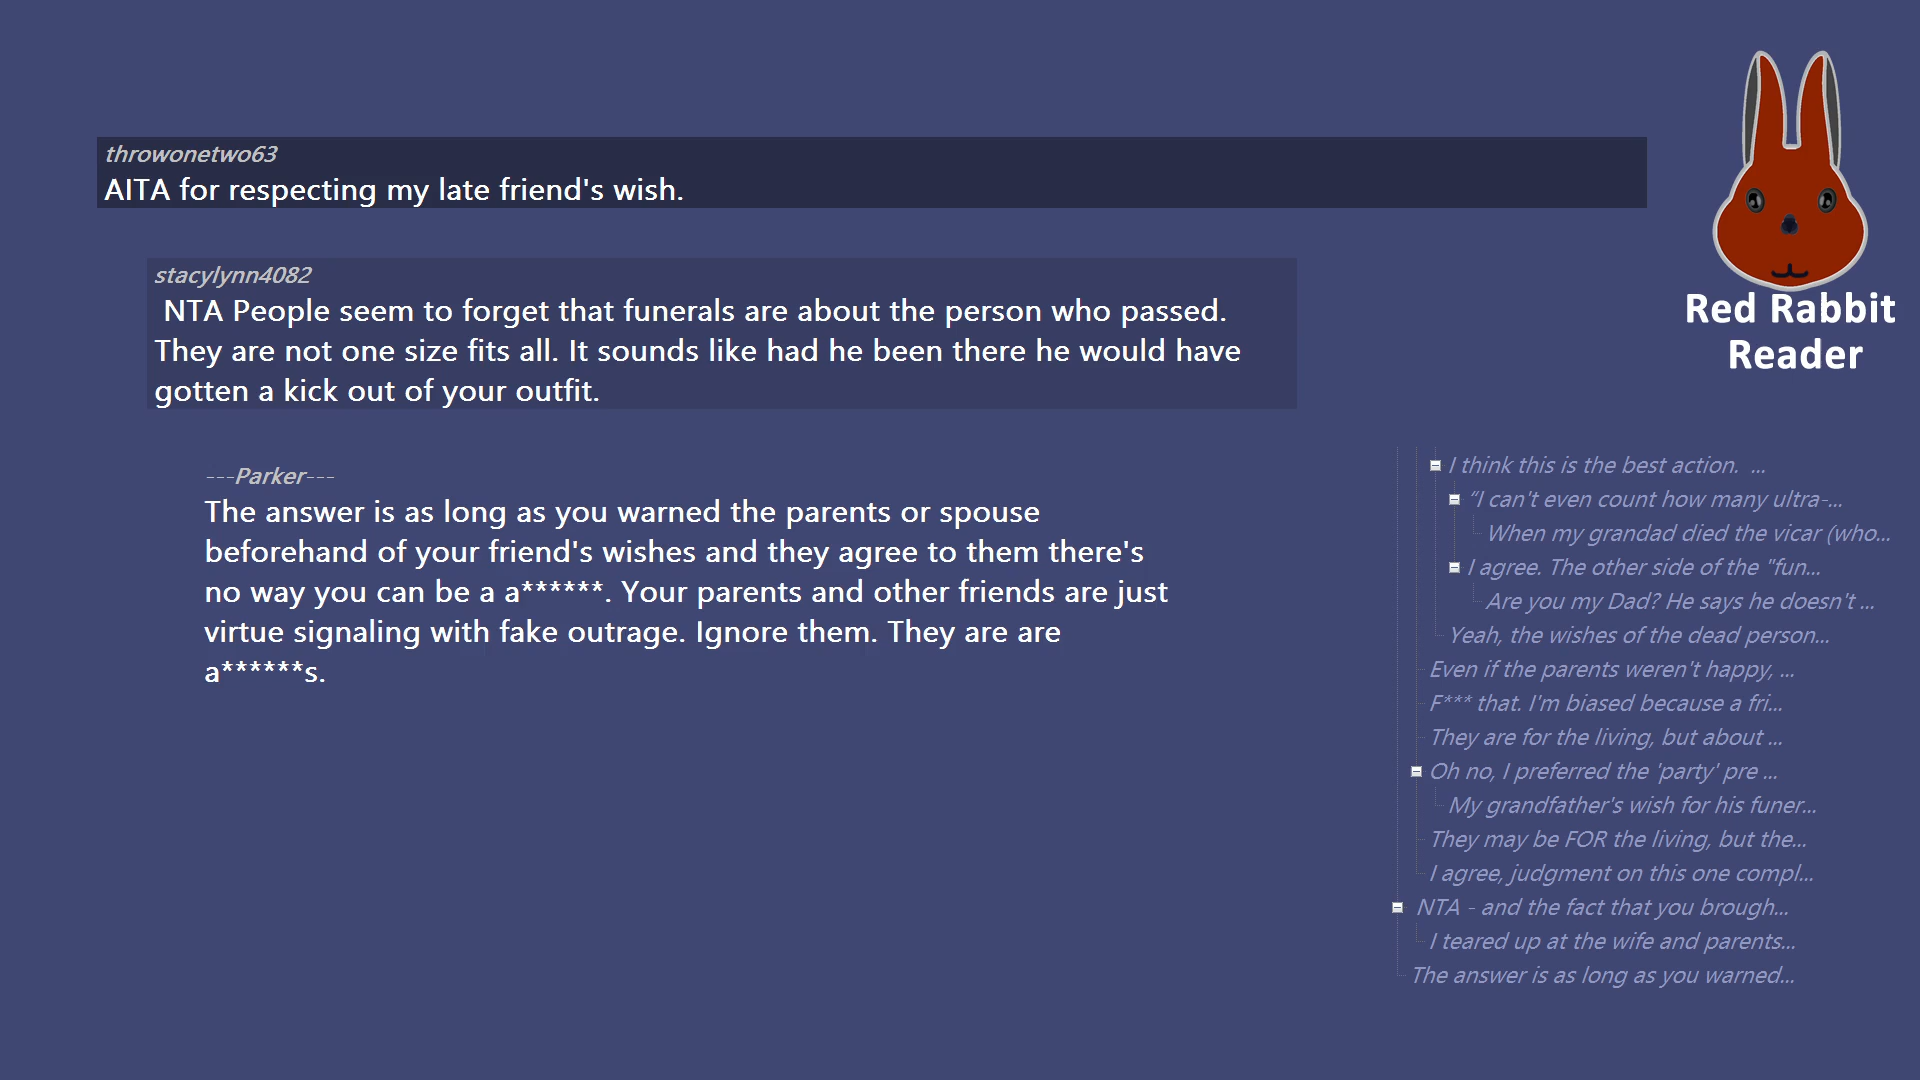 throwonetwo63
AITA for respecting my late friend's wish.
stacylynn4082
NTA People seem to forget that funerals are about the person who passed.
They are not one size fits all. It sounds like had he been there he would have
gotten a kick out of your outfit.
---Parker---
The answer is as long as you warned the parents or spouse
beforehand of your friend's wishes and they agree to them there's
no way you can be a a******. Your parents and other friends are just
virtue signaling with fake outrage. Ignore them. They are are
a******s.
Red Rabbit
Reader
I think this is the best action. ...
“I can't even count how many ultra-...
When my grandad died the vicar (who...
I agree. The other side of the "fun...
Are you my Dad? He says he doesn't ...
Yeah, the wishes of the dead person...
Even if the parents weren't happy, ...
F*** that. I'm biased because a fri...
They are for the living, but about ...
Oh no, I preferred the 'party' pre ...
My grandfather's wish for his funer...
They may be FOR the living, but the...
I agree, judgment on this one compl...
NTA - and the fact that you brough...
I teared up at the wife and parents...
The answer is as long as you warned...